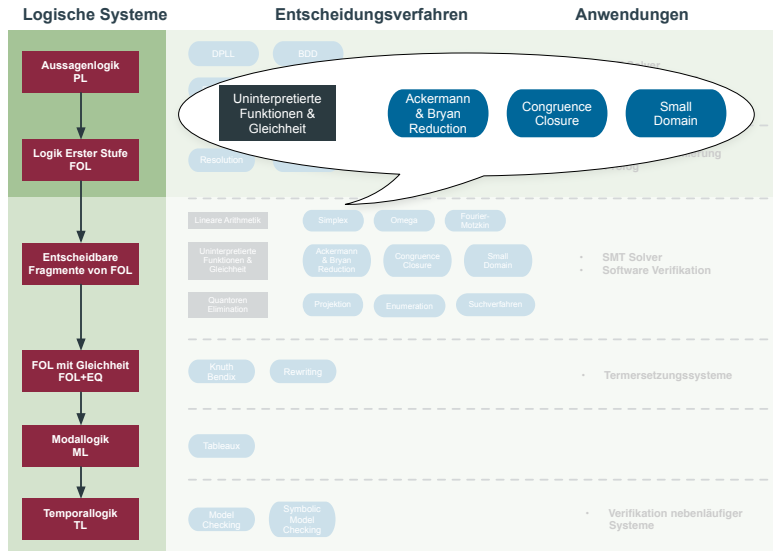 Logische Systeme
Entscheidungsverfahren
Anwendungen
Aussagenlogik
PL
DPLL
BDD
Uninterpretierte
Funktionen &
Gleichheit
Ackermann
& Bryan
Reduction
Congruence
Closure
Small
Domain
Logik Erster Stufe
FOL
Resolution
Entscheidbare
Fragmente von FOL
Lineare Arithmetik
Simplex
Omega
Fourier-
Motzkin
Uninterpretierte
Funktionen &
Gleichheit
Ackermann
& Bryan
Reduction
Congruence
Closure
Small
Domain
• SMT Solver
• Software Verifikation
Quantoren
Elimination
Projektion
Enumeration
Suchverfahren
FOL mit Gleichheit
FOL+EQ
Knuth
Bendix
Rewriting
• Termersetzungssysteme
Modallogik
ML
Tableaux
Temporallogik
TL
Model
Checking
Symbolic
Model
Checking
• Verifikation nebenläufiger
Systeme